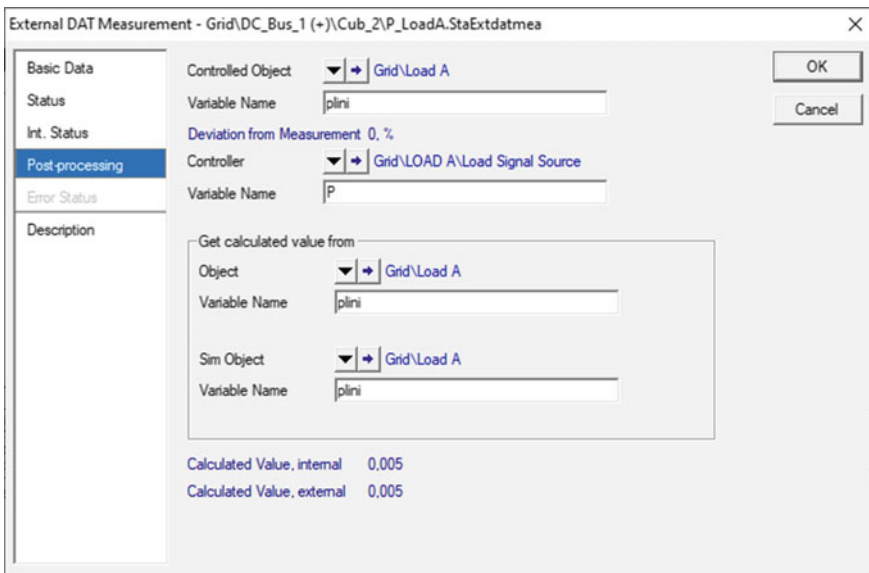 External DAT Measurement - Grid\DC_Bus_1 (+)\Cub_2\P_LoadA.StaExtdatmea
Basic Data
Status
Int. Status
Post-processing
Error Status
Description
Controlled Object Grid\Load A
Variable Name plini
Deviation from Measurement 0, %
Controller Grid\LOAD A\Load Signal Source
Variable Name P
Get calculated value from
Object Grid\Load A
Variable Name plini
Sim Object Grid\Load A
Variable Name plini
Calculated Value, internal 0,005
Calculated Value, external 0,005
OK
Cancel